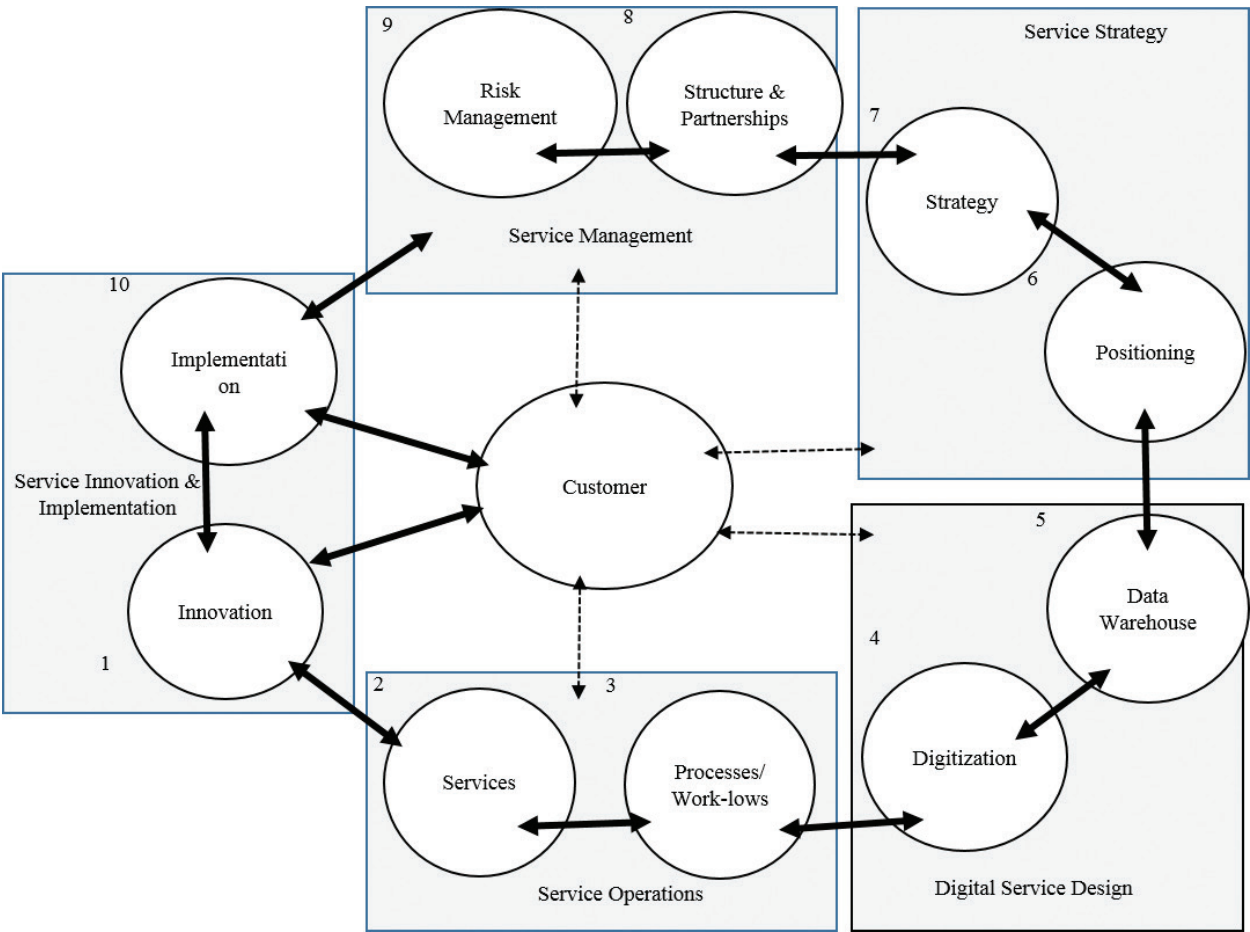 9
8
Risk
Management
Structure &
Partnerships
Service Management
Service Strategy
7
Strategy
6
Positioning
10
Implementati
on
Service Innovation &
Implementation
Innovation
1
Customer
2
3
Services
Processes/
Work-lows
Service Operations
5
Data
Warehouse
4
Digitization
Digital Service Design